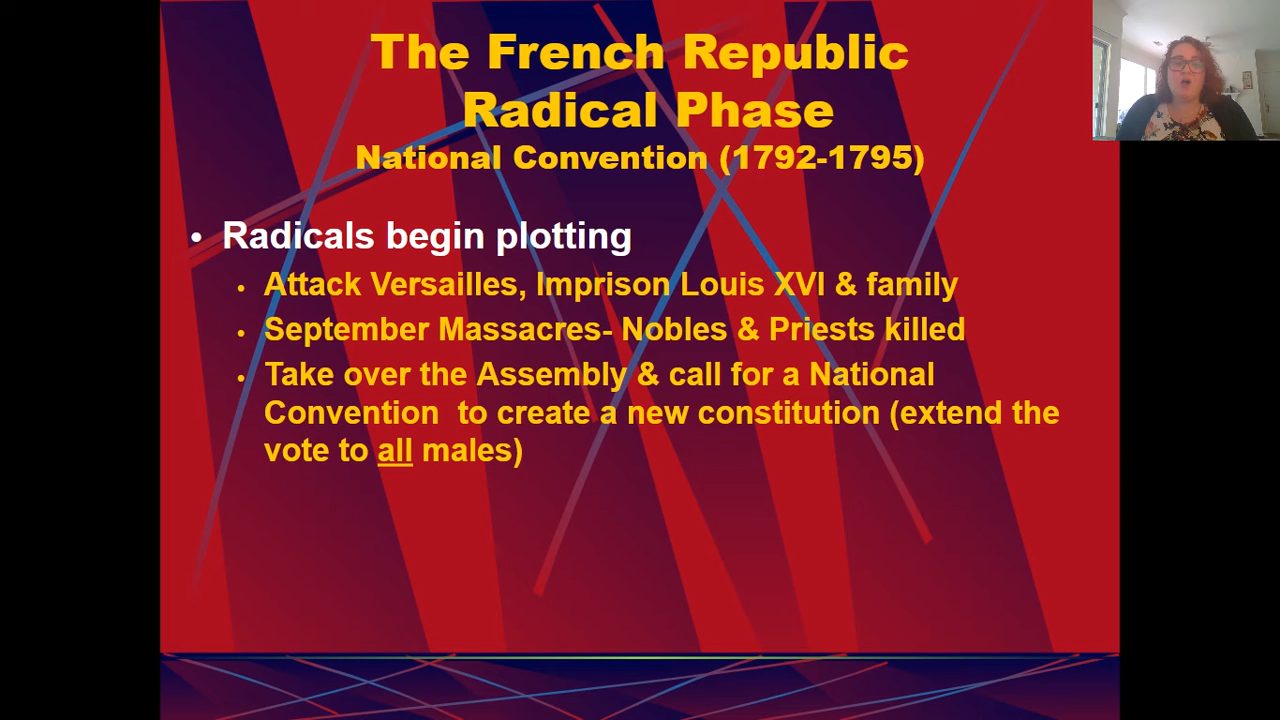 The French Republic
Radical Phase
National Convention (1792-1795)
• Radicals begin plotting
• Attack Versailles, Imprison Louis XVI & family
• September Massacres- Nobles & Priests killed
• Take over the Assembly & call for a National
Convention to create a new constitution (extend the
vote to all males)